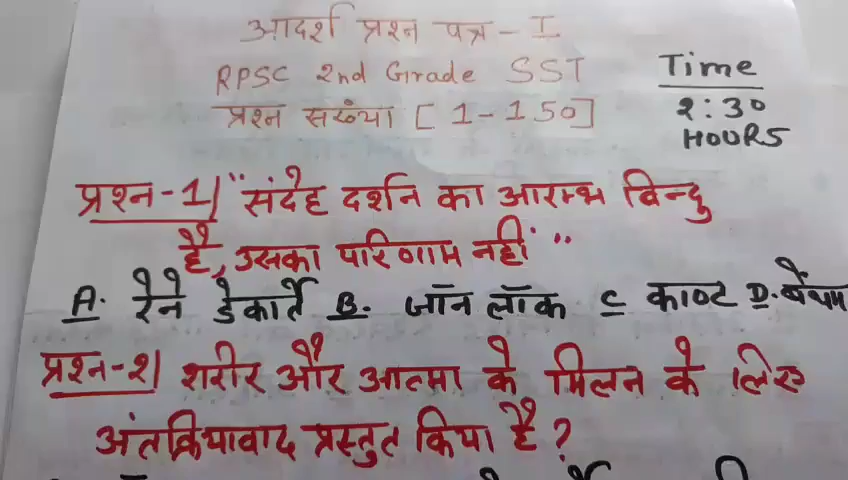 आदर्श प्रश्न पत्र - I
RPSC 2nd Grade SST
प्रश्न संख्या [1-150]
Time
2:30
HOURS
प्रश्न-1| "संदेह दर्शन का आरम्भ बिन्दु
है, उसका परिणाम नहीं"
A. रेने डेकार्ते B. जॉन लॉक C काण्ट D. बेंथम
प्रश्न-2| शरीर और आत्मा के मिलन के लिए
अंतक्रियावाद प्रस्तुत किया है?